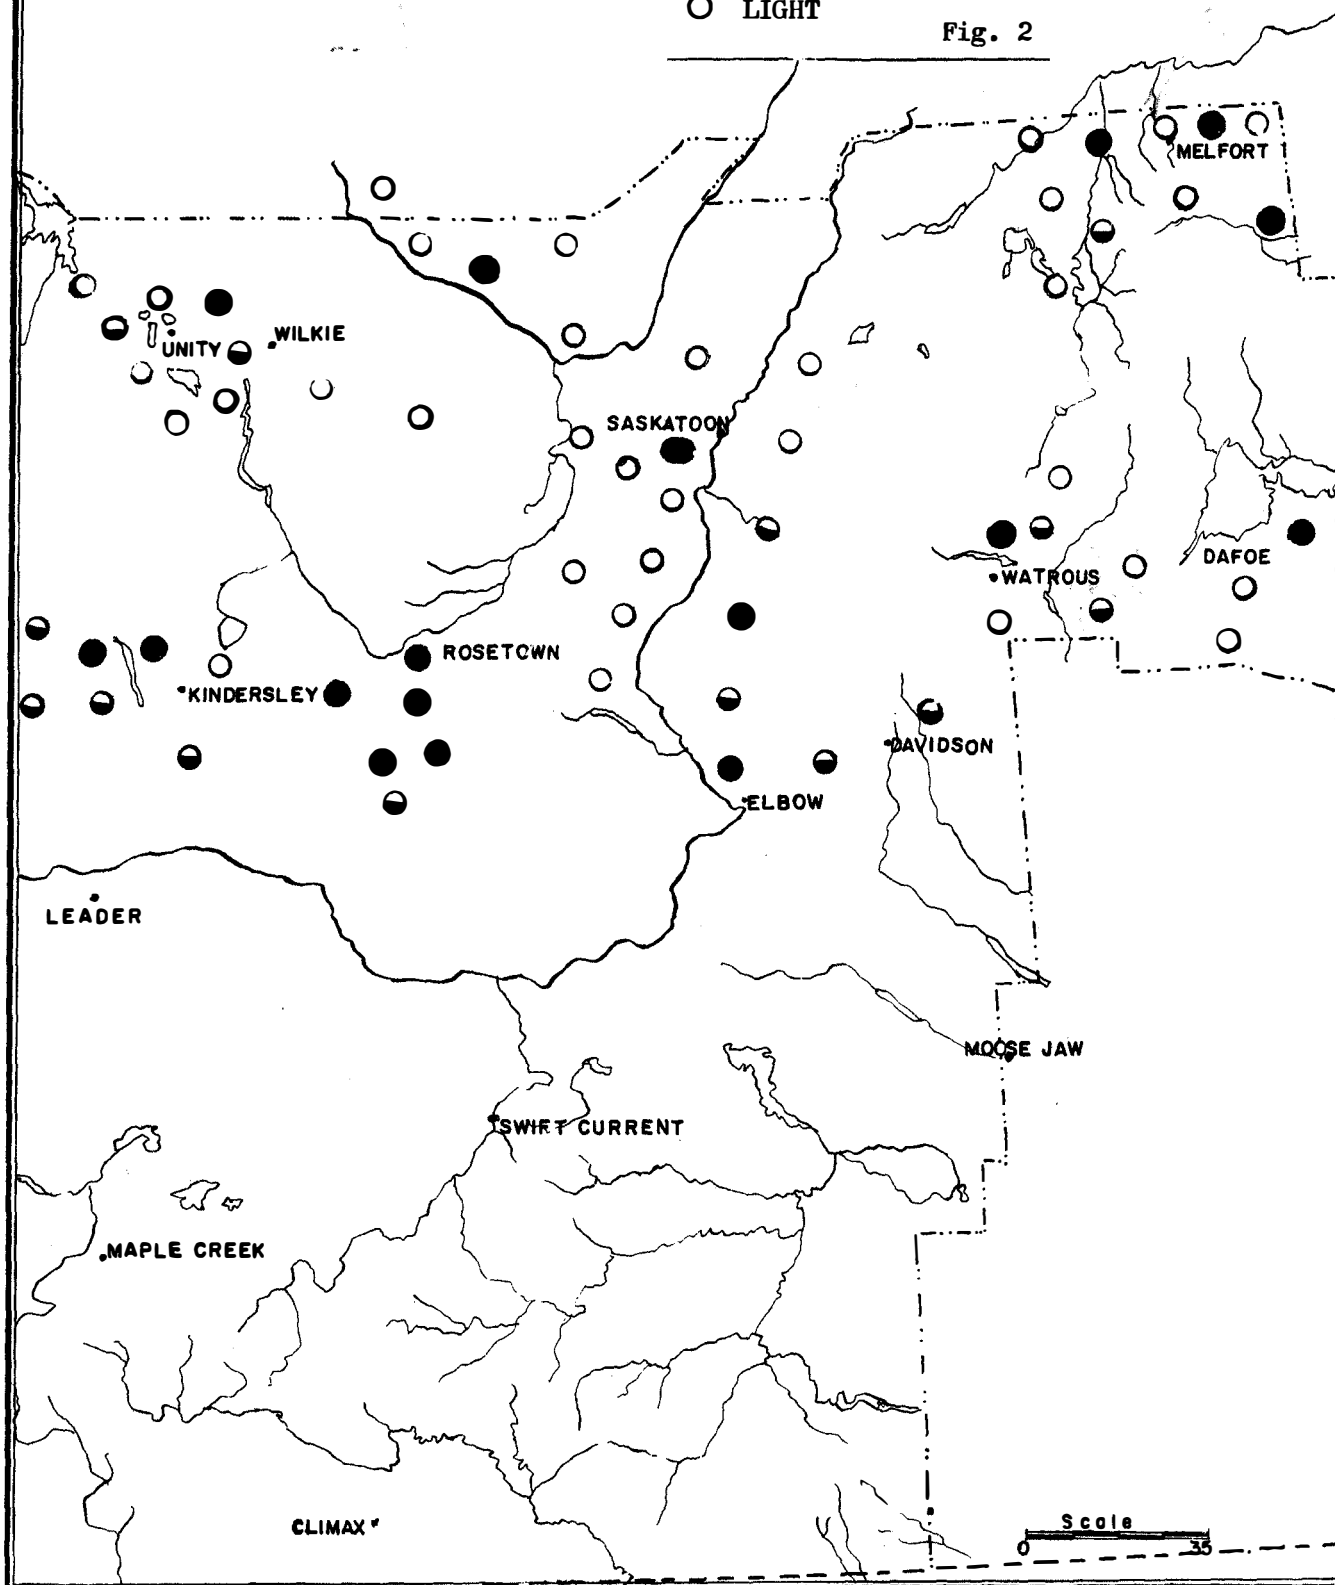 LIGHT
Fig. 2
MELFORT
WILKIE
UNITY
SASKATOON
DAFOE
WATROUS
ROSETOWN
KINDERSLEY
DAVIDSON
ELBOW
LEADER
MOOSE JAW
SWIFT CURRENT
MAPLE CREEK
CLIMAX
Scale
0 35